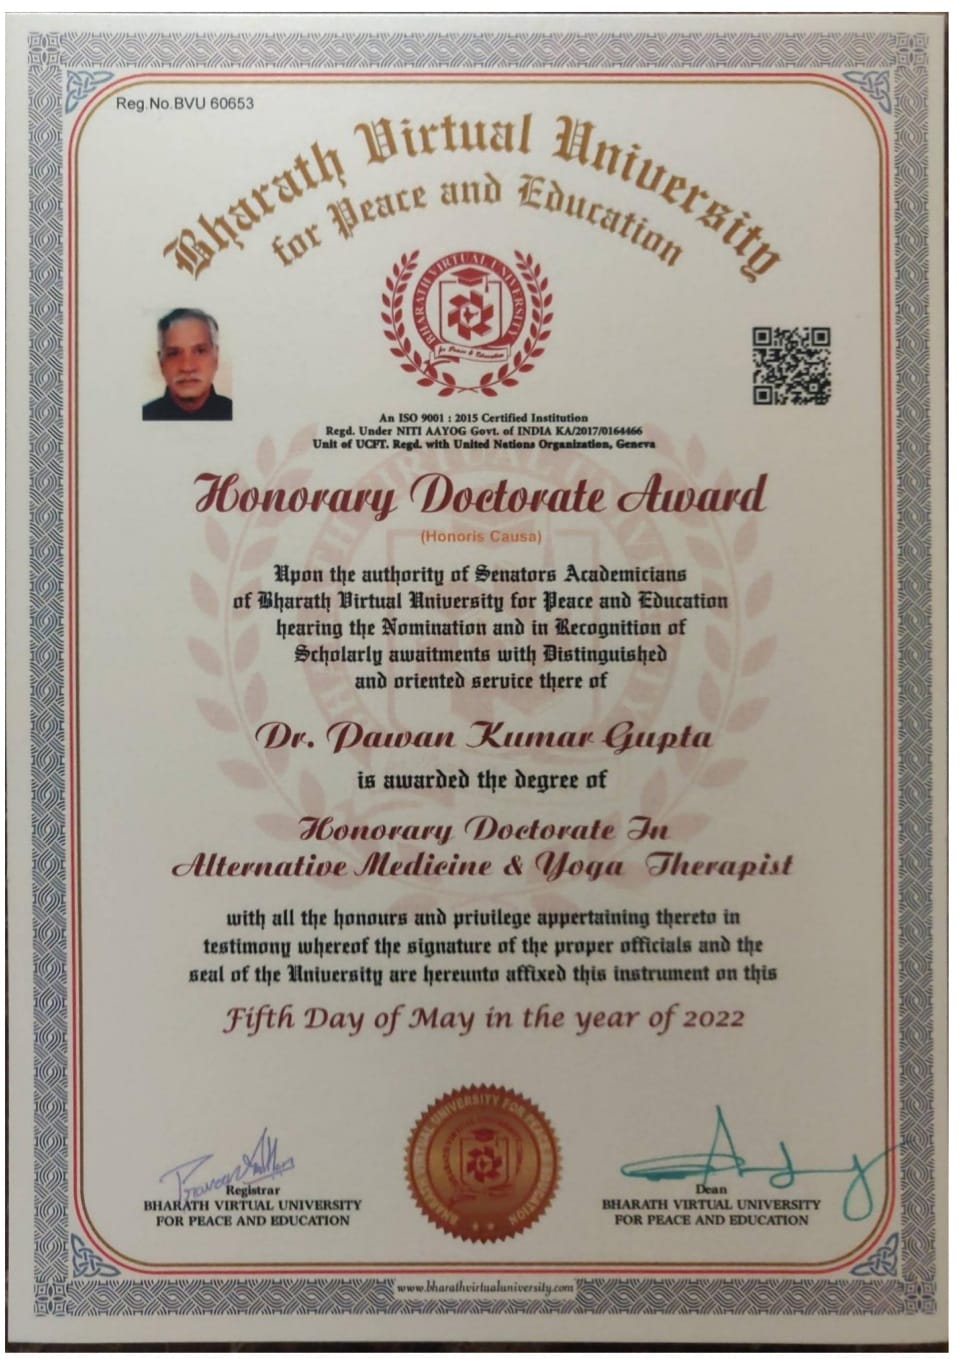 Reg.No.BVU 60653
Bharath Virtual University
for Peace and Education
BHARATH VIRTUAL UNIVERSITY
for Peace & Education
An ISO 9001 : 2015 Certified Institution
Regd. Under NITI AAYOG Govt. of INDIA KA/2017/0164466
Unit of UCFT. Regd. with United Nations Organization, Geneva
Honorary Doctorate Award
(Honoris Causa)
Upon the authority of Senators Academicians
of Bharath Virtual University for Peace and Education
hearing the Nomination and in Recognition of
Scholarly awaitments with Distinguished
and oriented service there of
Dr. Pawan Kumar Gupta
is awarded the degree of
Honorary Doctorate In
Alternative Medicine & Yoga Therapist
with all the honours and privilege appertaining thereto in
testimony whereof the signature of the proper officials and the
seal of the University are hereunto affixed this instrument on this
Fifth Day of May in the year of 2022
Registrar
BHARATH VIRTUAL UNIVERSITY
FOR PEACE AND EDUCATION
Dean
BHARATH VIRTUAL UNIVERSITY
FOR PEACE AND EDUCATION
www.bharathvirtualuniversity.com